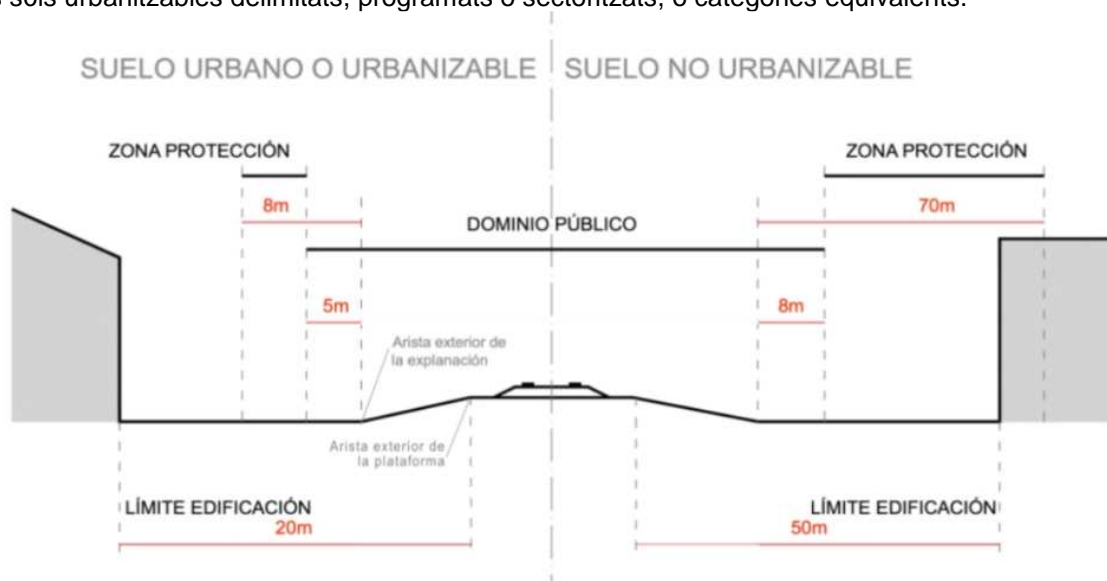 sòls urbanitzables delimitats, programats o sectoritzats, o categories equivalents.
SUELO URBANO O URBANIZABLE
SUELO NO URBANIZABLE
ZONA PROTECCIÓN
ZONA PROTECCIÓN
8m
70m
DOMINIO PÚBLICO
5m
8m
Arista exterior de
la explanación
Arista exterior de
la plataforma
LÍMITE EDIFICACIÓN
20m
LÍMITE EDIFICACIÓN
50m